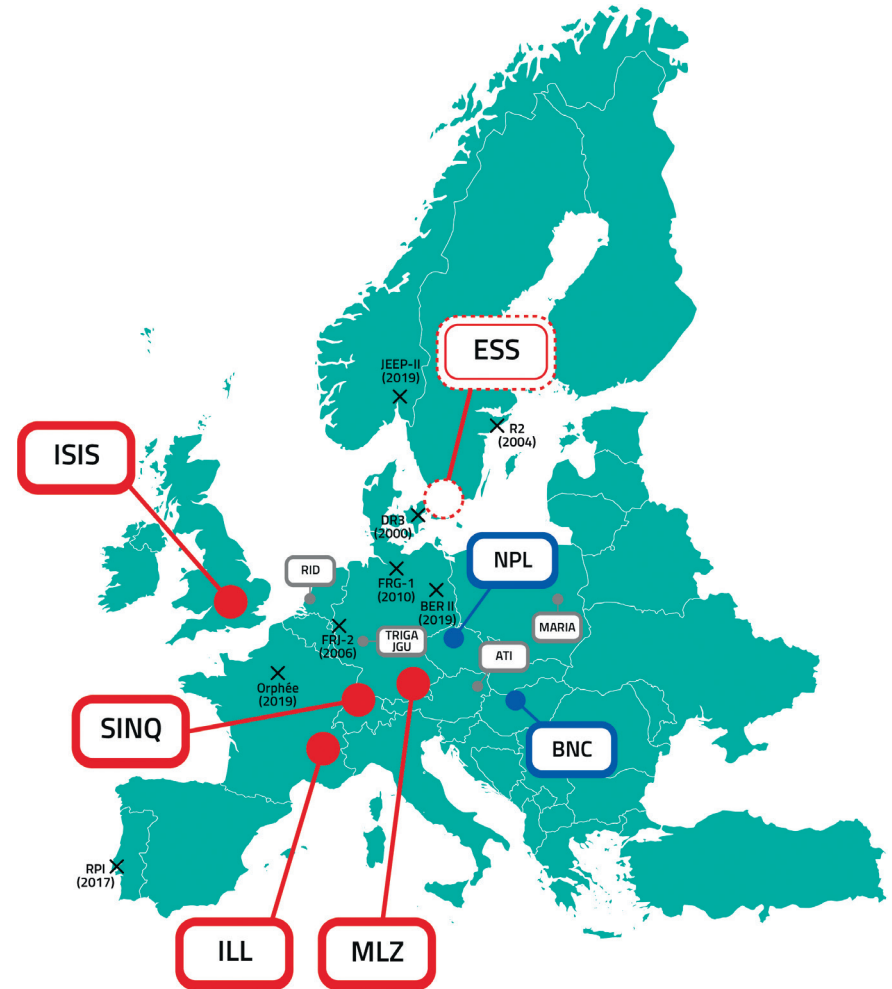 ESS
JEEP-II
(2019)
R2
(2004)
ISIS
DR3
(2000)
NPL
RID
FRG-1
(2010)
BER II
(2019)
MARIA
FRJ-2
(2006)
TRIGA
JGU
ATI
Orphée
(2019)
SINQ
BNC
RPI
(2017)
ILL
MLZ